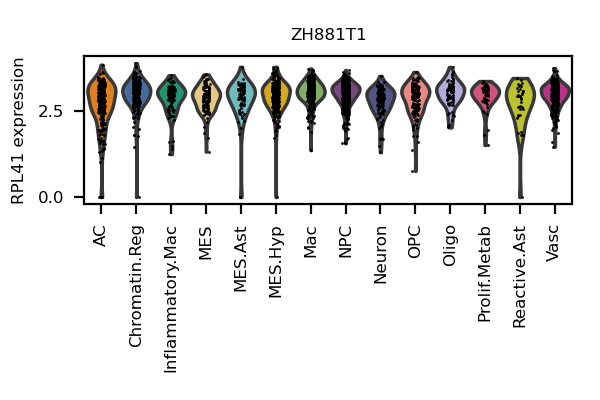 ZH881T1
RPL41 expression
2.5
0.0
AC
Chromatin.Reg
Inflammatory.Mac
MES
MES.Ast
MES.Hyp
Mac
NPC
Neuron
OPC
Oligo
Prolif.Metab
Reactive.Ast
Vasc